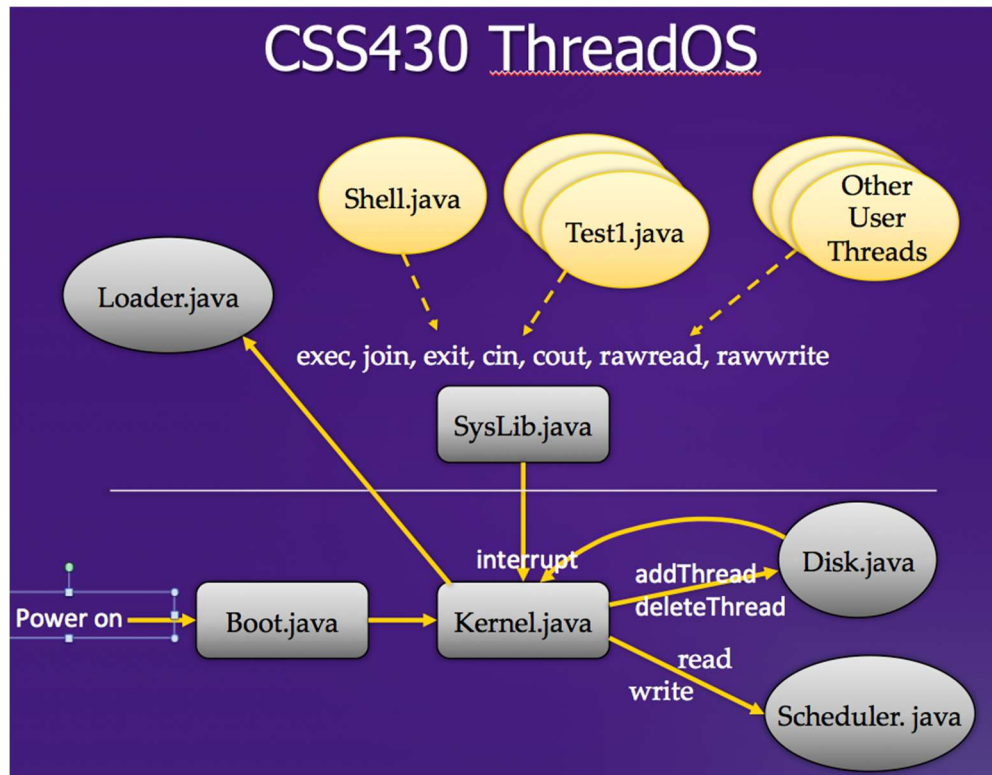 CSS430 ThreadOS
Shell.java
Test1.java
Other
User
Threads
Loader.java
exec, join, exit, cin, cout, rawread, rawwrite
SysLib.java
interrupt
addThread
deleteThread
Disk.java
Power on
Boot.java
Kernel.java
read
write
Scheduler. java